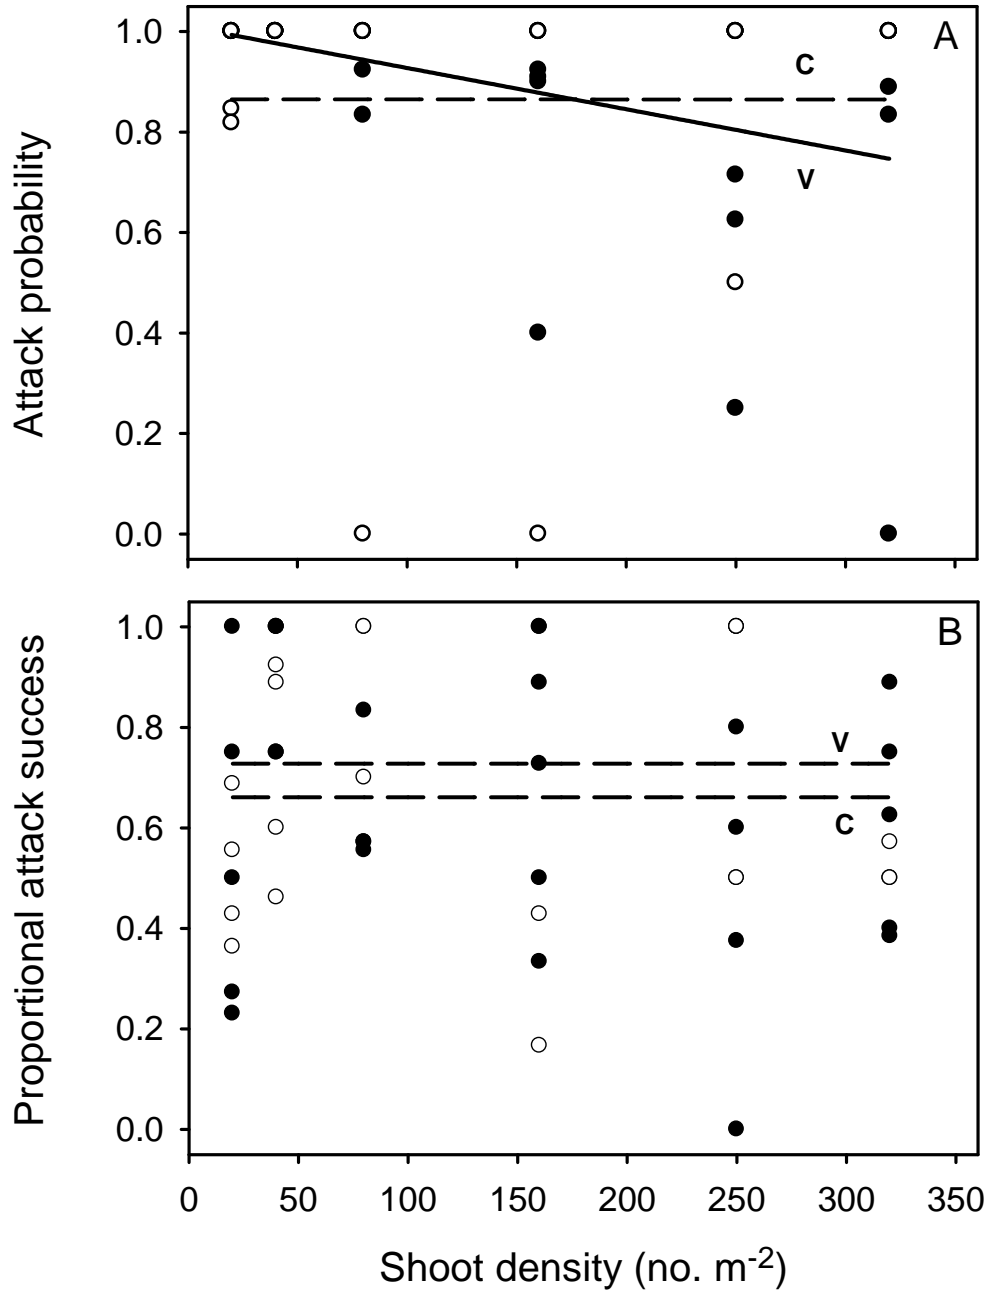 A
C
V
1.0
0.8
0.6
0.4
0.2
0.0
Attack probability
B
V
C
1.0
0.8
0.6
0.4
0.2
0.0
Proportional attack success
0 50 100 150 200 250 300 350
Shoot density (no. m-2)